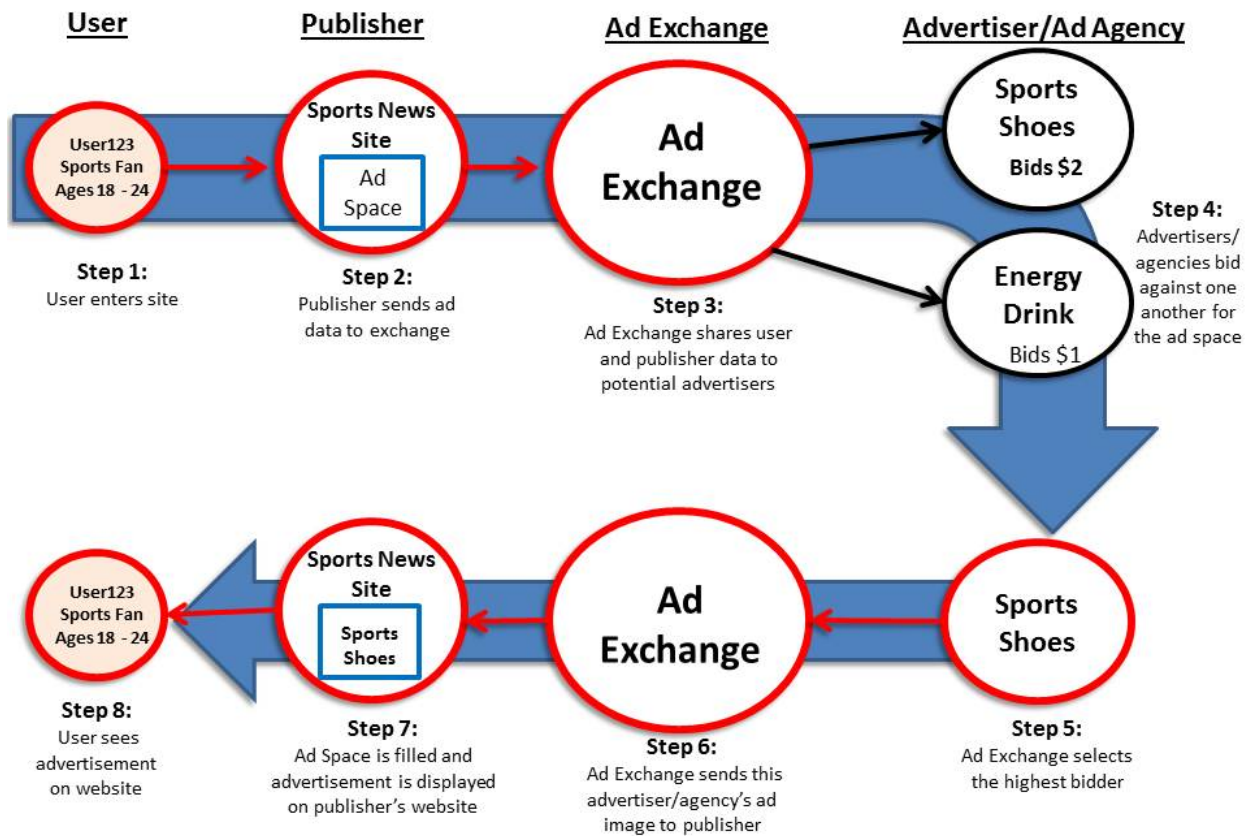 User
Publisher
Ad Exchange
Advertiser/Ad Agency
User123
Sports Fan
Ages 18 - 24
Step 1:
User enters site
Sports News
Site
Ad
Space
Step 2:
Publisher sends ad
data to exchange
Ad
Exchange
Step 3:
Ad Exchange shares user
and publisher data to
potential advertisers
Sports
Shoes
Bids $2
Energy
Drink
Bids $1
Step 4:
Advertisers/
agencies bid
against one
another for
the ad space
User123
Sports Fan
Ages 18 - 24
Step 8:
User sees
advertisement
on website
Sports News
Site
Sports
Shoes
Step 7:
Ad Space is filled and
advertisement is displayed
on publisher's website
Ad
Exchange
Step 6:
Ad Exchange sends this
advertiser/agency's ad
image to publisher
Sports
Shoes
Step 5:
Ad Exchange selects
the highest bidder